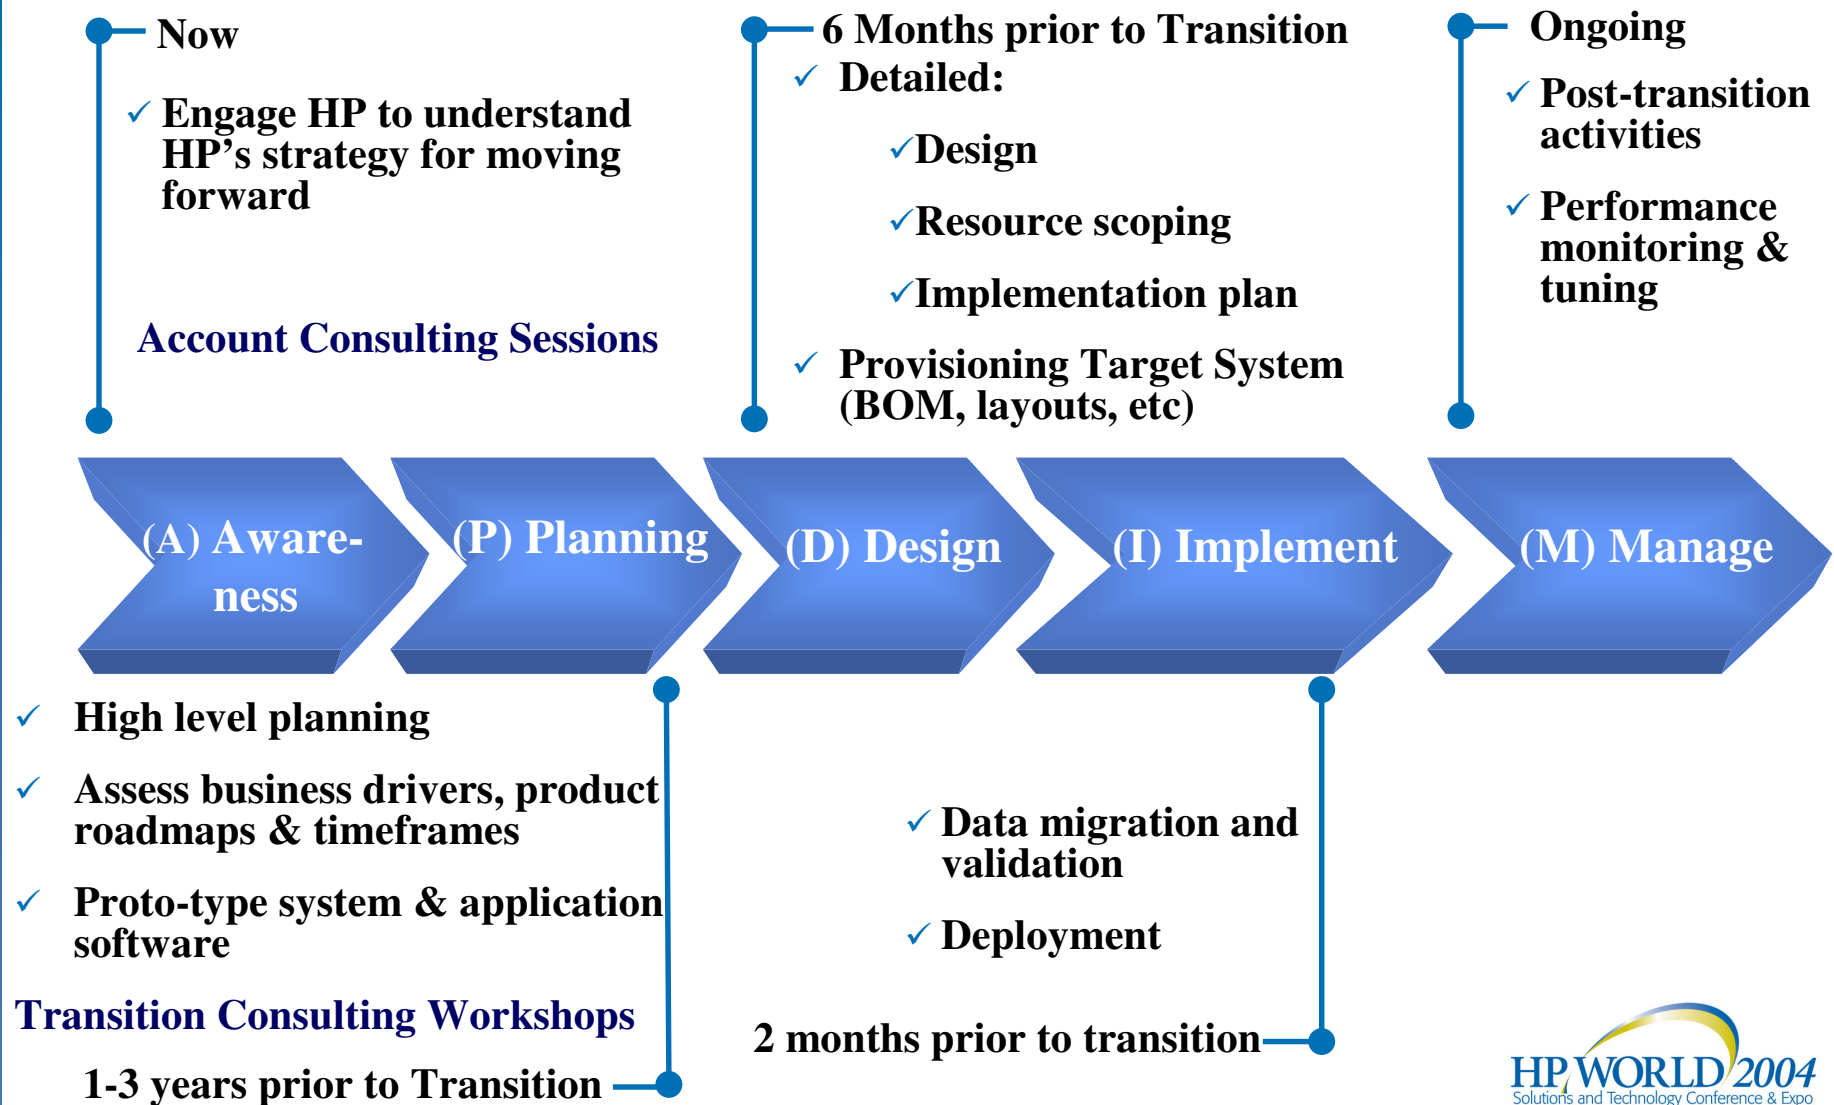 Now
✓ Engage HP to understand
HP’s strategy for moving
forward
Account Consulting Sessions
6 Months prior to Transition
✓ Detailed:
✓Design
✓Resource scoping
✓Implementation plan
✓ Provisioning Target System
(BOM, layouts, etc)
Ongoing
✓ Post-transition
activities
✓ Performance
monitoring &
tuning
(A) Aware-
ness
(P) Planning
(D) Design
(I) Implement
(M) Manage
✓ High level planning
✓ Assess business drivers, product
roadmaps & timeframes
✓ Proto-type system & application
software
Transition Consulting Workshops
1-3 years prior to Transition
✓ Data migration and
validation
✓ Deployment
2 months prior to transition
HP WORLD 2004
Solutions and Technology Conference & Expo